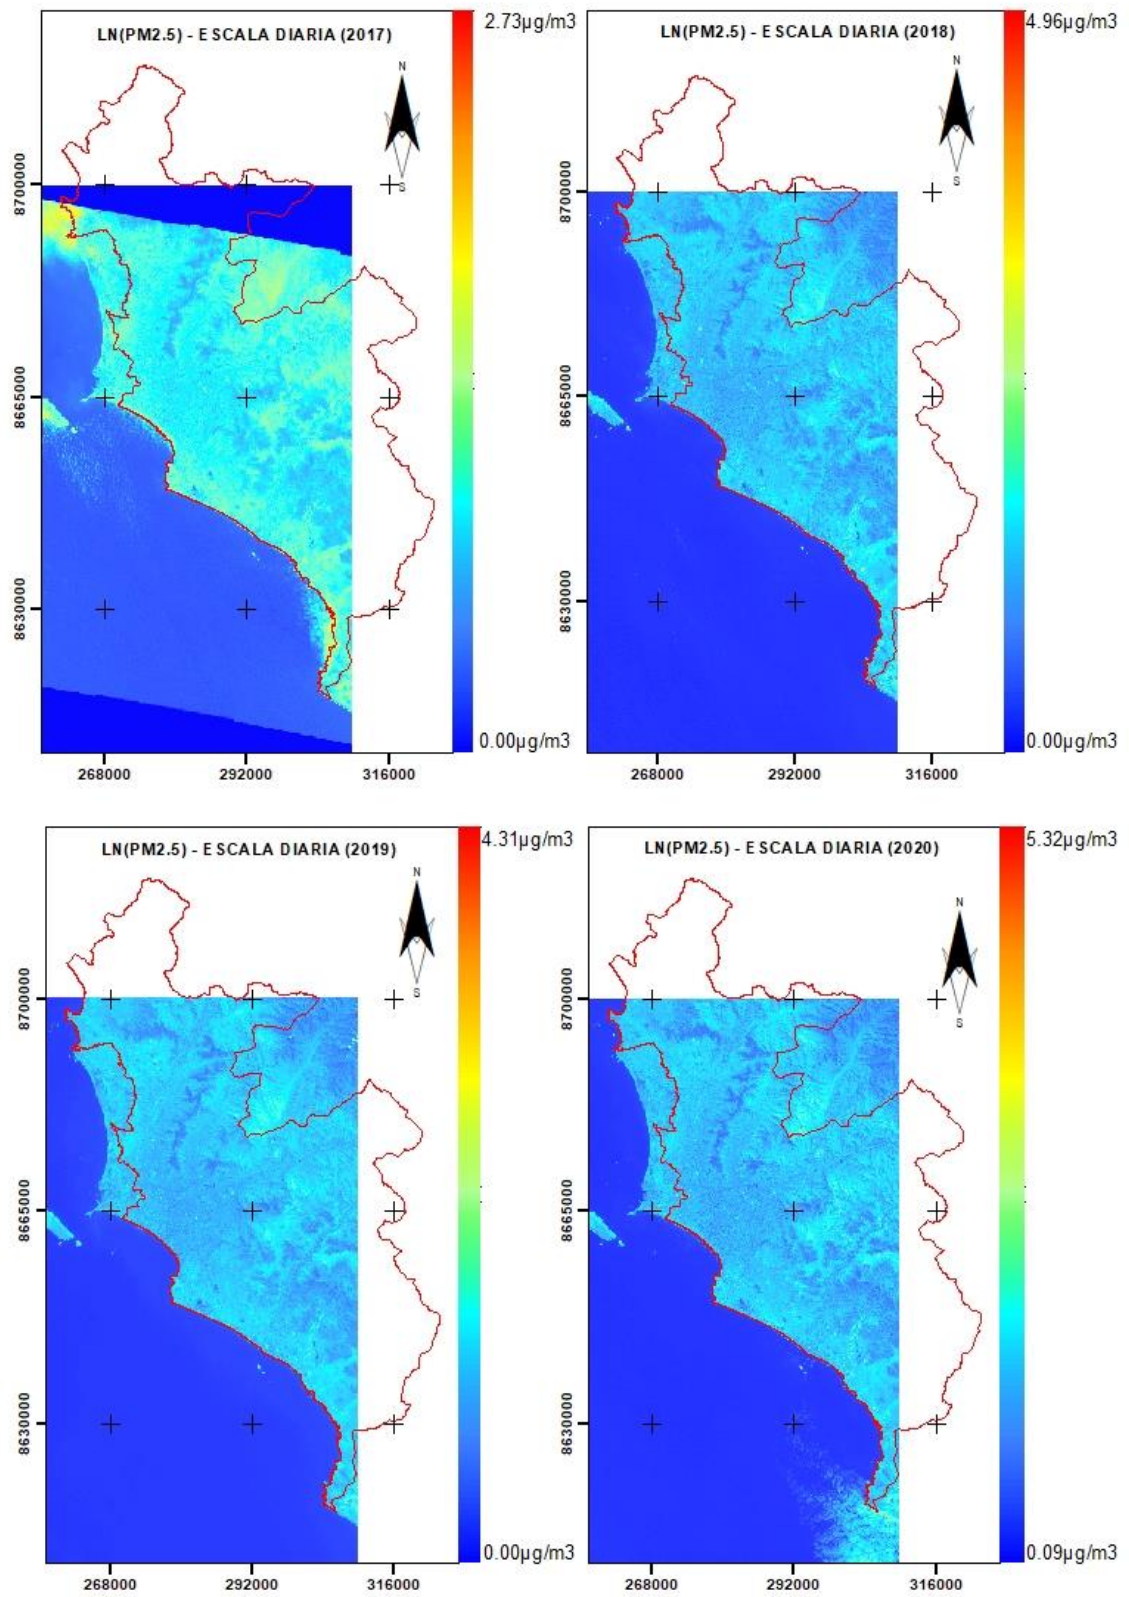 LN(PM2.5) - ESCALA DIARIA (2017)
2.73µg/m3
N
S
8700000
8665000
8630000
0.00µg/m3
268000
292000
316000
LN(PM2.5) - ESCALA DIARIA (2018)
4.96µg/m3
N
S
8700000
8665000
8630000
0.00µg/m3
268000
292000
316000
LN(PM2.5) - ESCALA DIARIA (2019)
4.31µg/m3
N
S
8700000
8665000
8630000
0.00µg/m3
268000
292000
316000
LN(PM2.5) - ESCALA DIARIA (2020)
5.32µg/m3
N
S
8700000
8665000
8630000
0.09µg/m3
268000
292000
316000